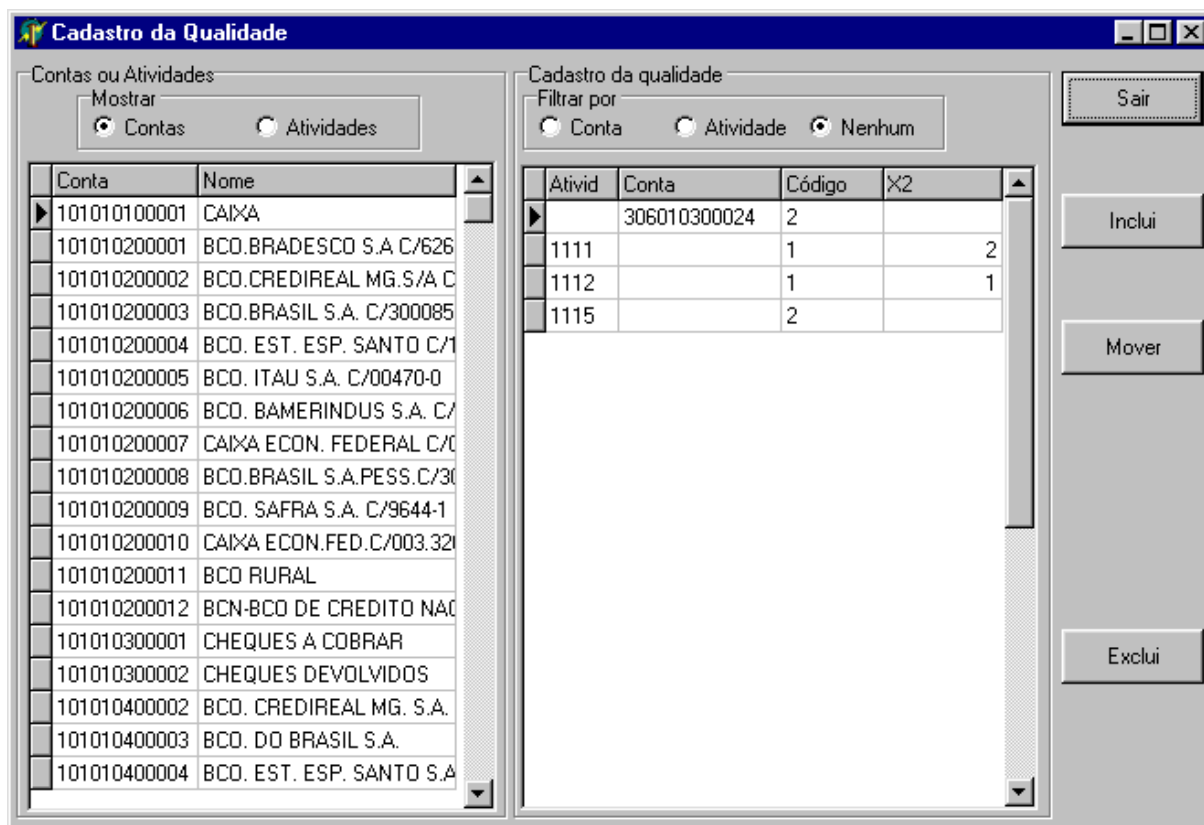 Cadastro da Qualidade
Contas ou Atividades
Mostrar
Contas Atividades
Conta Nome
101010100001 CAIXA
101010200001 BCO.BRADESCO S.A C/626
101010200002 BCO.CREDIREAL MG.S/A C
101010200003 BCO.BRASIL S.A. C/300085
101010200004 BCO. EST. ESP. SANTO C/1
101010200005 BCO. ITAU S.A. C/00470-0
101010200006 BCO. BAMERINDUS S.A. C/
101010200007 CAIXA ECON. FEDERAL C/0
101010200008 BCO.BRASIL S.A.PESS.C/30
101010200009 BCO. SAFRA S.A. C/9644-1
101010200010 CAIXA ECON.FED.C/003.320
101010200011 BCO RURAL
101010200012 BCN-BCO DE CREDITO NAC
101010300001 CHEQUES A COBRAR
101010300002 CHEQUES DEVOLVIDOS
101010400002 BCO. CREDIREAL MG. S.A.
101010400003 BCO. DO BRASIL S.A.
101010400004 BCO. EST. ESP. SANTO S.A
Cadastro da qualidade
Filtrar por
Conta Atividade Nenhum
Ativid Conta Código X2
306010300024 2
1111 1 2
1112 1 1
1115 2
Sair
Inclui
Mover
Exclui